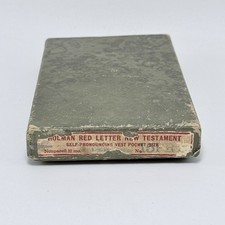 HOLMAN RED LETTER NEW TESTAMENT
SELF-PRONOUNCING VEST POCKET SIZE